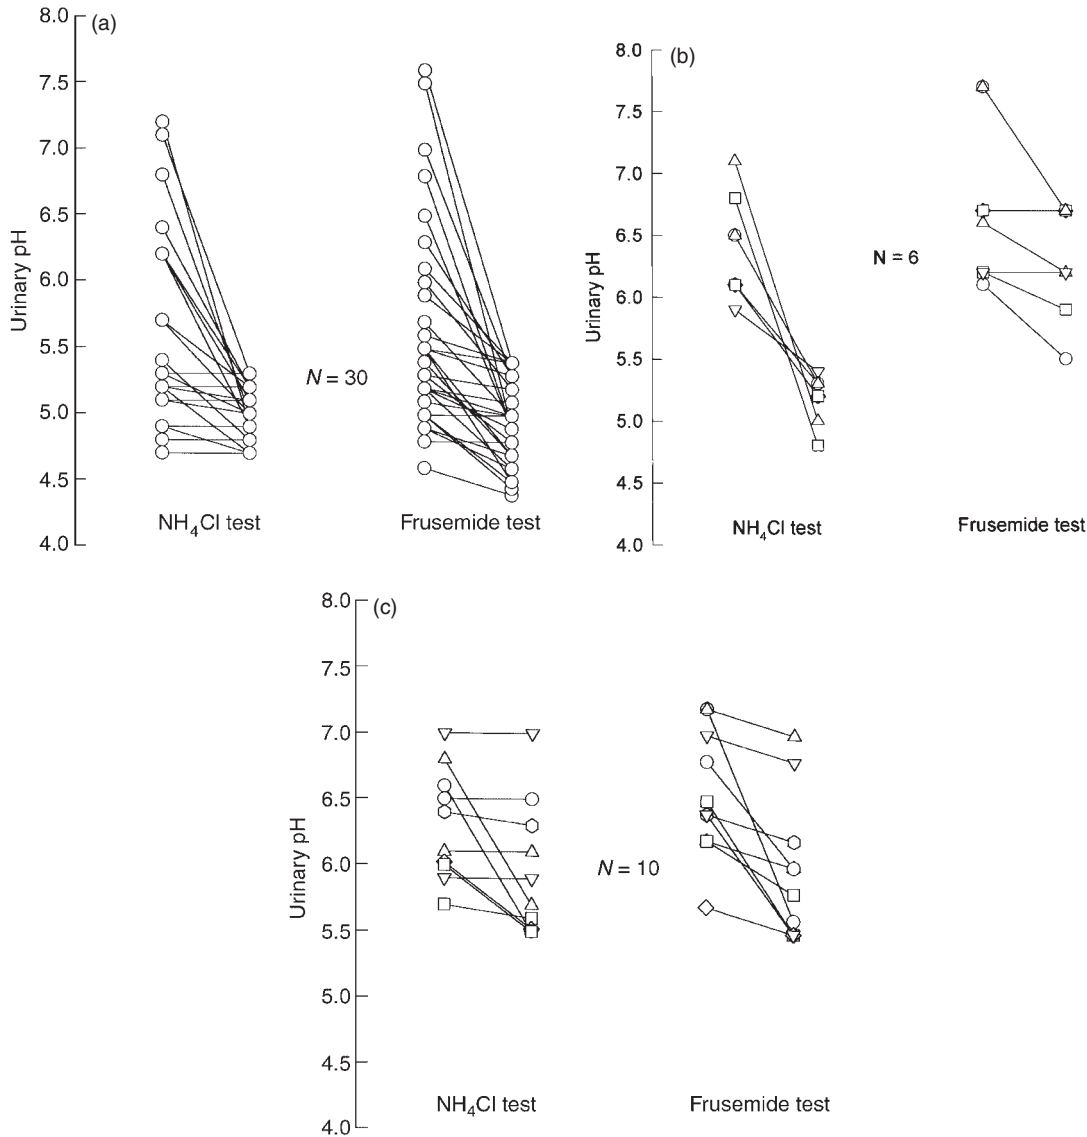 (a)
8.0
7.5
7.0
6.5
6.0
5.5
5.0
4.5
4.0
Urinary pH
N = 30
NH₄Cl test
Frusemide test
(b)
8.0
7.5
7.0
6.5
6.0
5.5
5.0
4.5
4.0
Urinary pH
N = 6
NH₄Cl test
Frusemide test
(c)
8.0
7.5
7.0
6.5
6.0
5.5
5.0
4.5
4.0
Urinary pH
N = 10
NH₄Cl test
Frusemide test